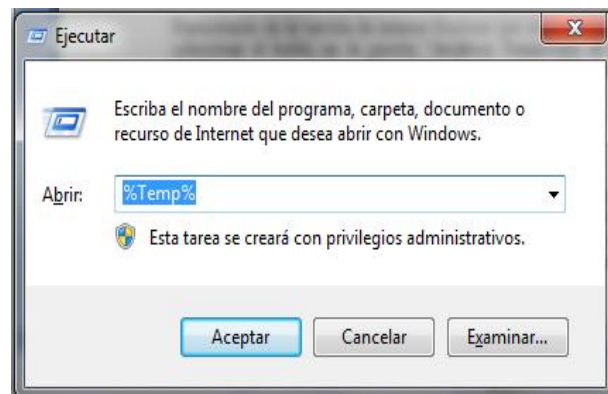 Ejecutar
Escriba el nombre del programa, carpeta, documento o
recurso de Internet que desea abrir con Windows.
Abrir:
%Temp%
Esta tarea se creará con privilegios administrativos.
Aceptar
Cancelar
Examinar...